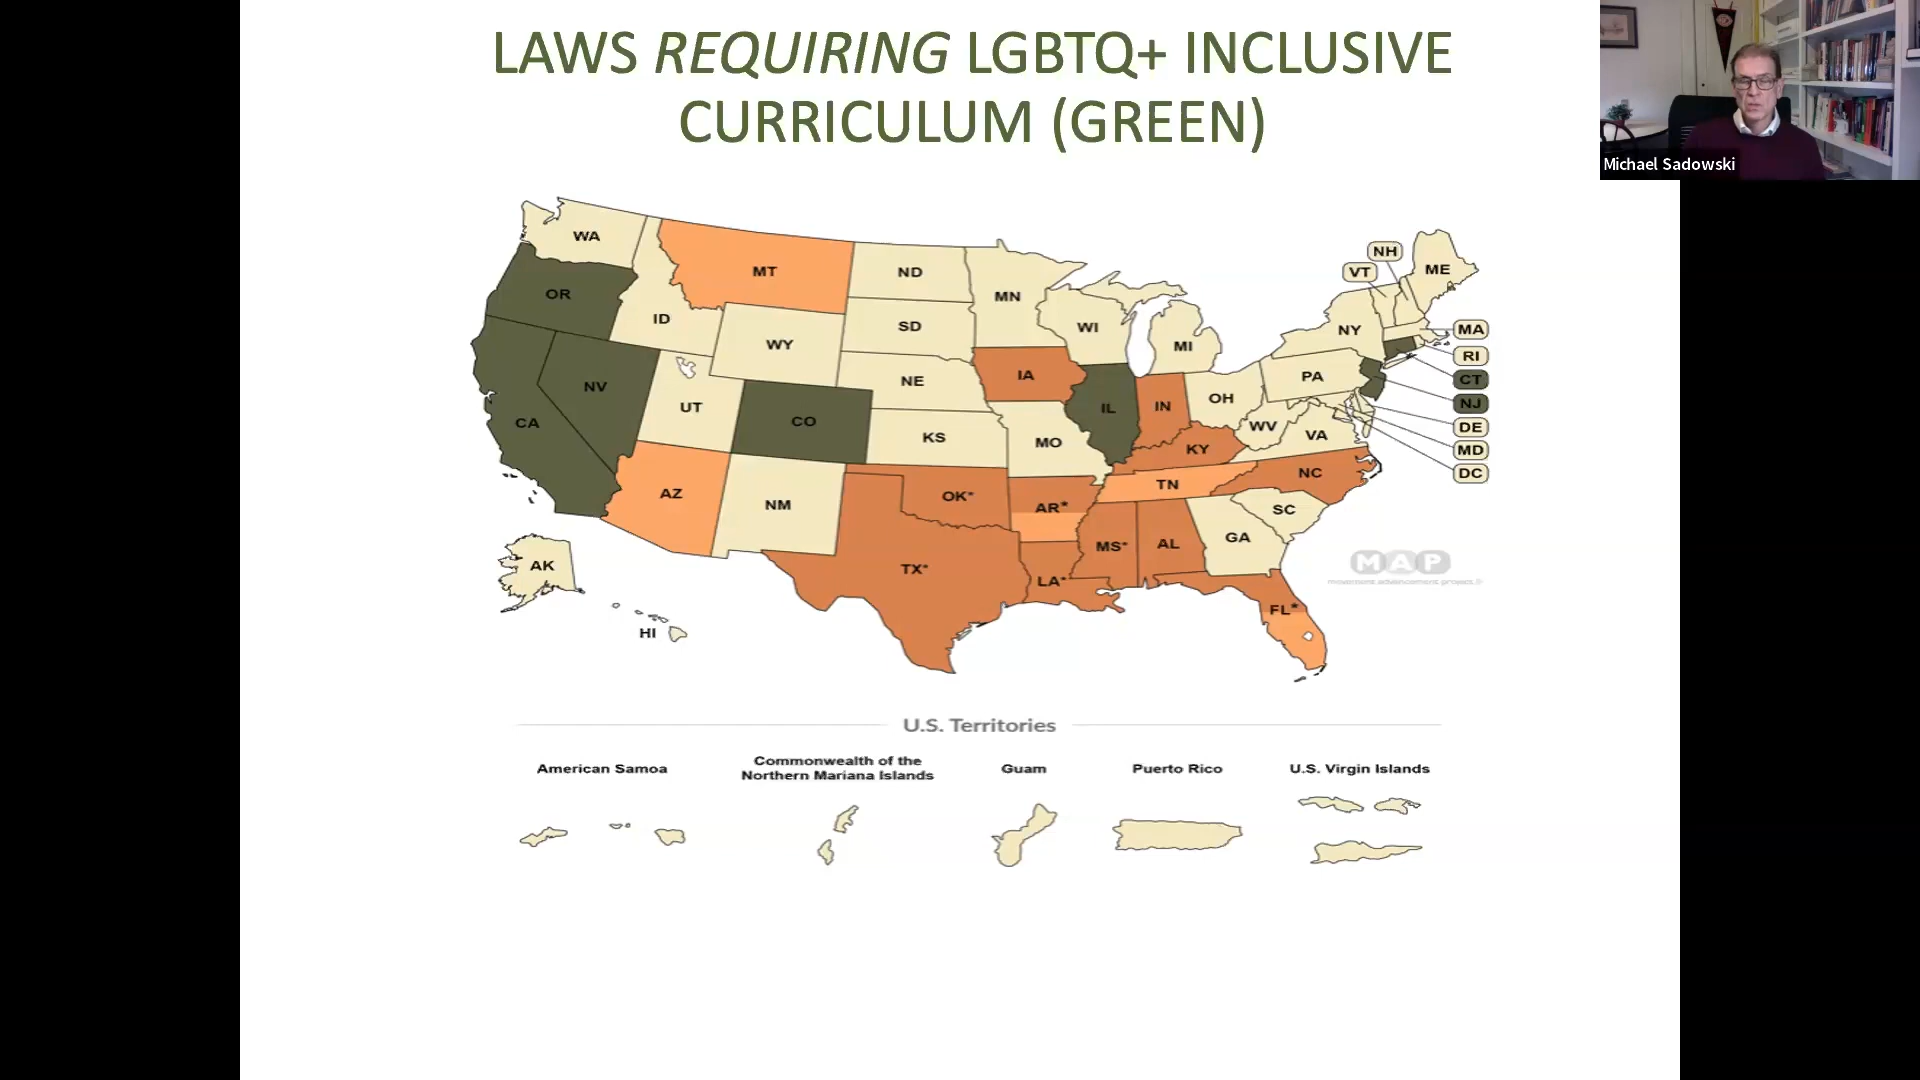 LAWS REQUIRING LGBTQ+ INCLUSIVE
CURRICULUM (GREEN)
Michael Sadowski
WA
OR
CA
NV
ID
MT
WY
UT
CO
AZ
NM
ND
SD
NE
KS
OK*
TX*
MN
IA
MO
AR*
LA*
WI
IL
MI
IN
OH
KY
TN
MS*
AL
GA
FL*
SC
NC
VA
WV
PA
NY
VT
NH
ME
MA
RI
CT
NJ
DE
MD
DC
AK
HI
MAP
U.S. Territories
American Samoa
Commonwealth of the
Northern Mariana Islands
Guam
Puerto Rico
U.S. Virgin Islands